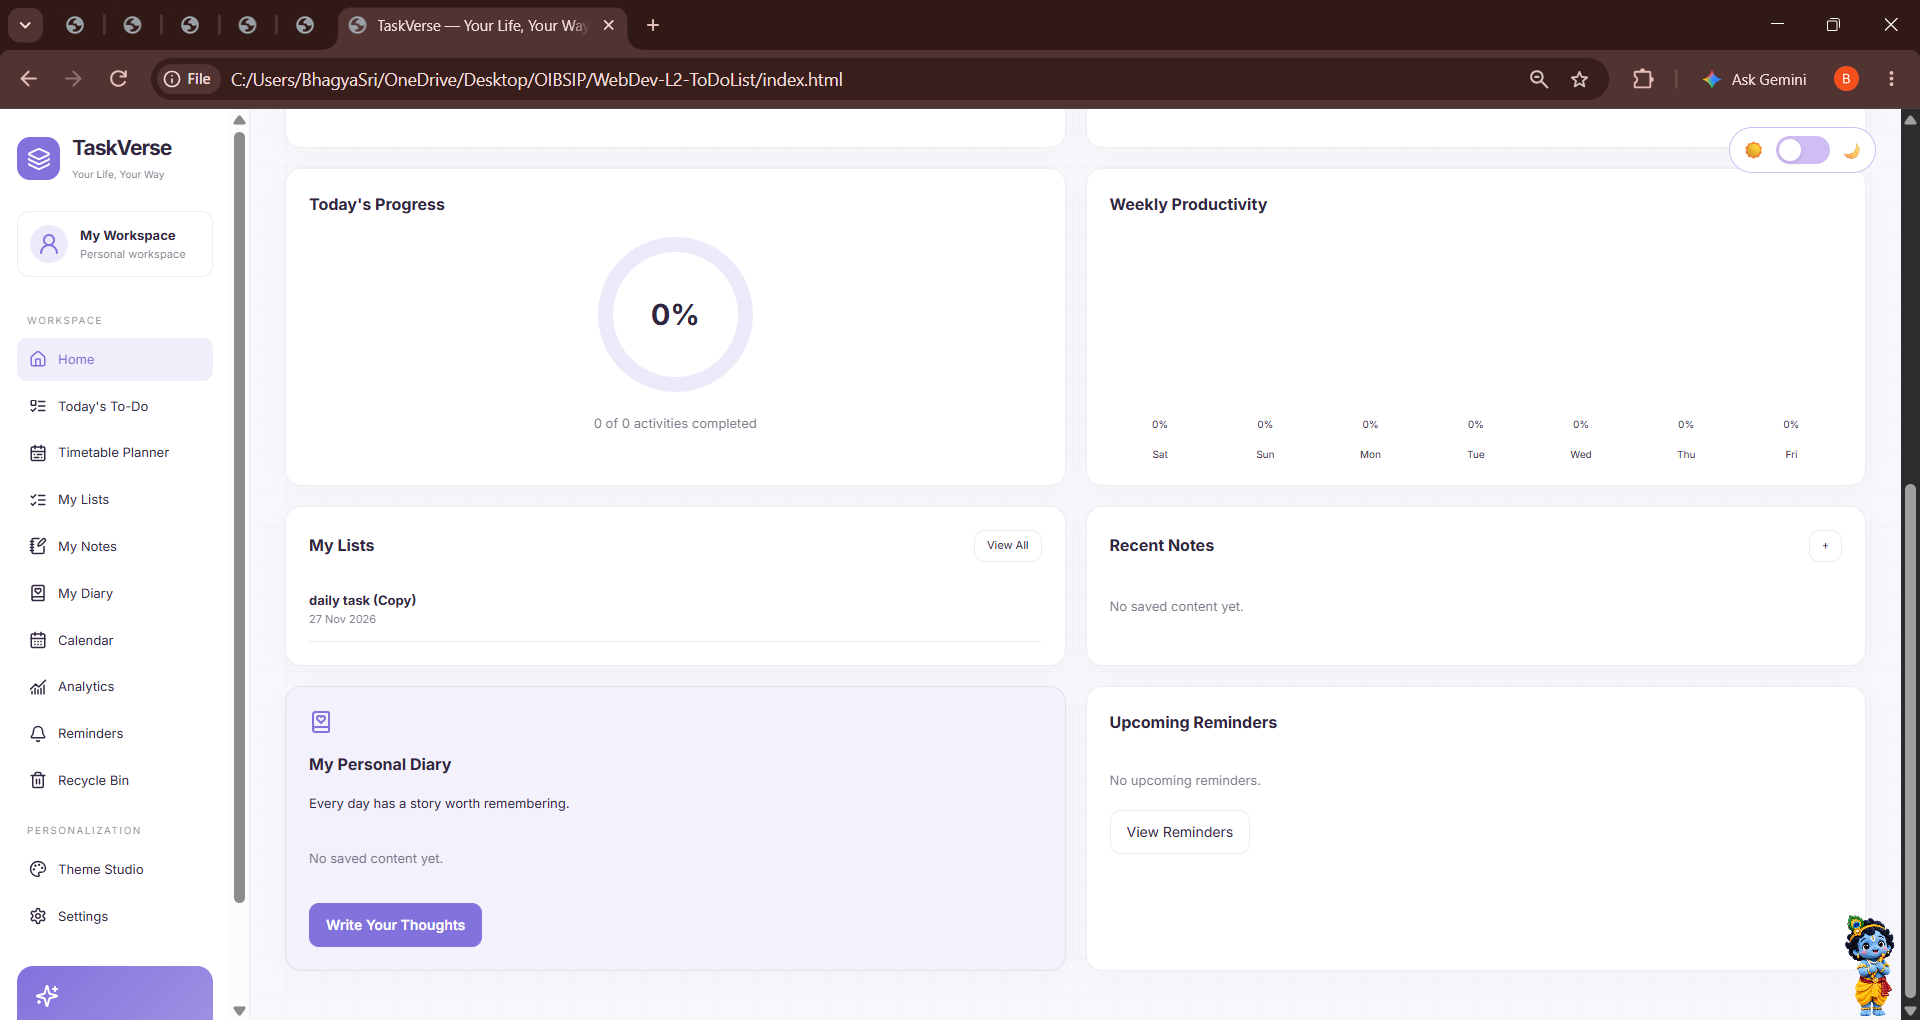 TaskVerse — Your Life, Your Way
File
C:/Users/BhagyaSri/OneDrive/Desktop/OIBSIP/WebDev-L2-ToDoList/index.html
Ask Gemini
B
TaskVerse
Your Life, Your Way
My Workspace
Personal workspace
WORKSPACE
Home
Today's To-Do
Timetable Planner
My Lists
My Notes
My Diary
Calendar
Analytics
Reminders
Recycle Bin
PERSONALIZATION
Theme Studio
Settings
Today's Progress
0%
0 of 0 activities completed
Weekly Productivity
0% 0% 0% 0% 0% 0% 0%
Sat Sun Mon Tue Wed Thu Fri
My Lists
View All
daily task (Copy)
27 Nov 2026
Recent Notes
+
No saved content yet.
My Personal Diary
Every day has a story worth remembering.
No saved content yet.
Write Your Thoughts
Upcoming Reminders
No upcoming reminders.
View Reminders